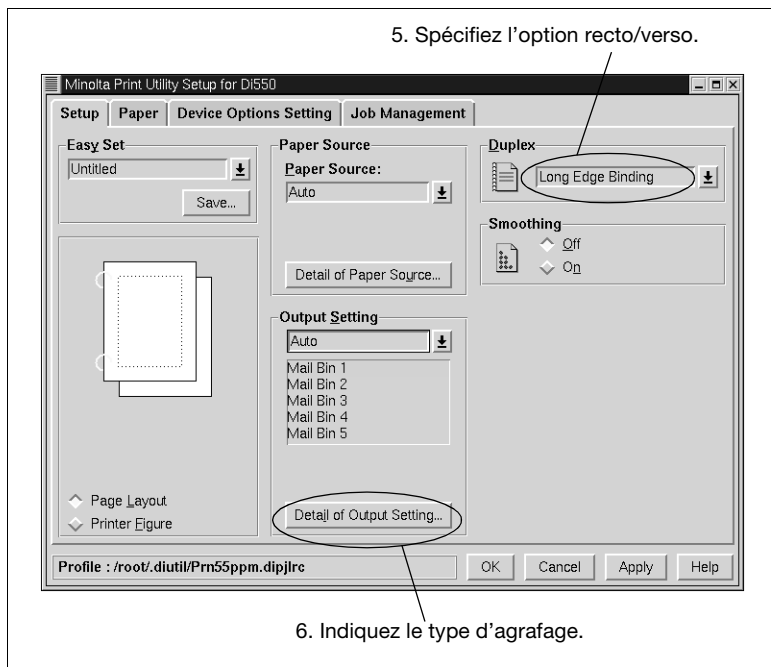 5. Spécifiez l'option recto/verso.
Minolta Print Utility Setup for Di550
Setup Paper Device Options Setting Job Management
Easy Set
Untitled
Save...
Page Layout
Printer Figure
Paper Source
Paper Source:
Auto
Detail of Paper Source...
Output Setting
Auto
Mail Bin 1
Mail Bin 2
Mail Bin 3
Mail Bin 4
Mail Bin 5
Detail of Output Setting...
Duplex
Long Edge Binding
Smoothing
Off
On
Profile : /root/.diutil/Prn55ppm.dipjlrc
OK Cancel Apply Help
6. Indiquez le type d'agrafage.